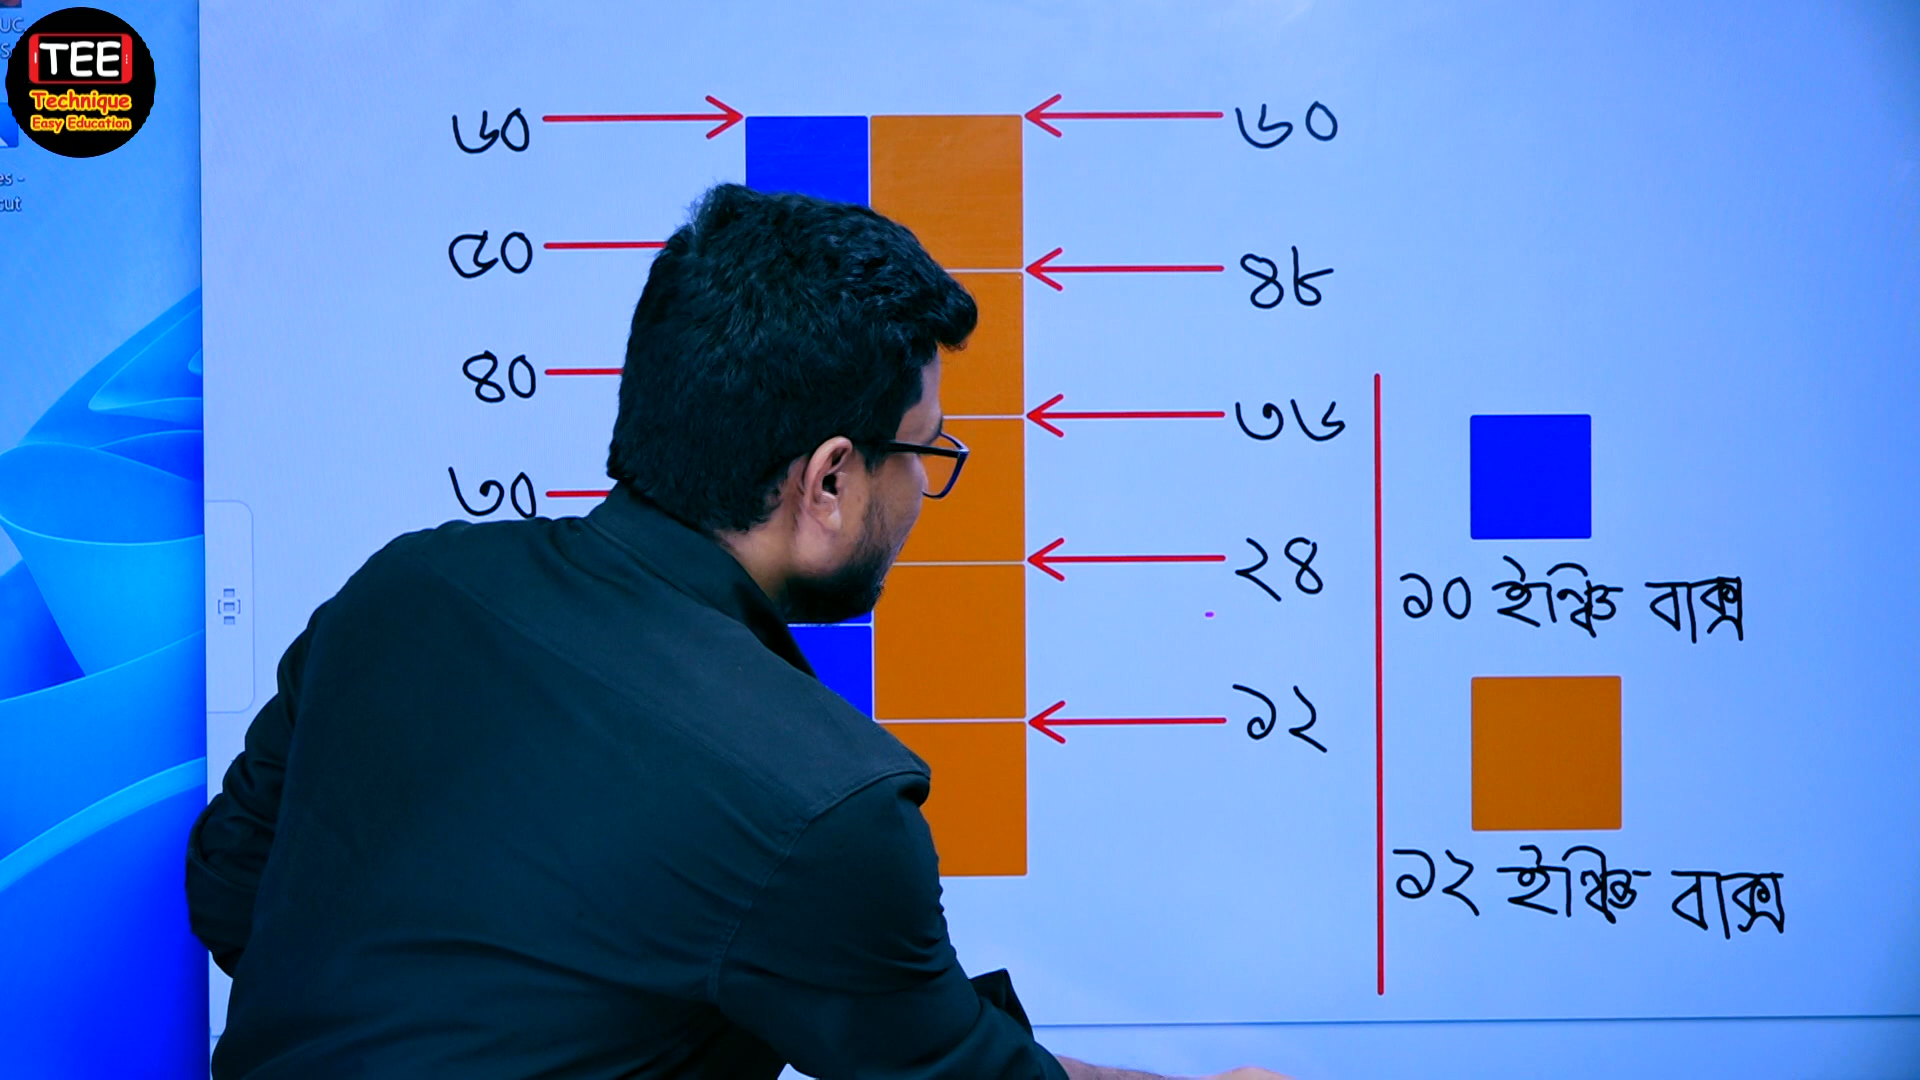 TEE
Technique
Easy Education
৬০
৫০
৪০
৩০
৬০
৪৮
৩৬
২৪
১২
১০ ইঞ্চি বাক্স
১২ ইঞ্চি বাক্স